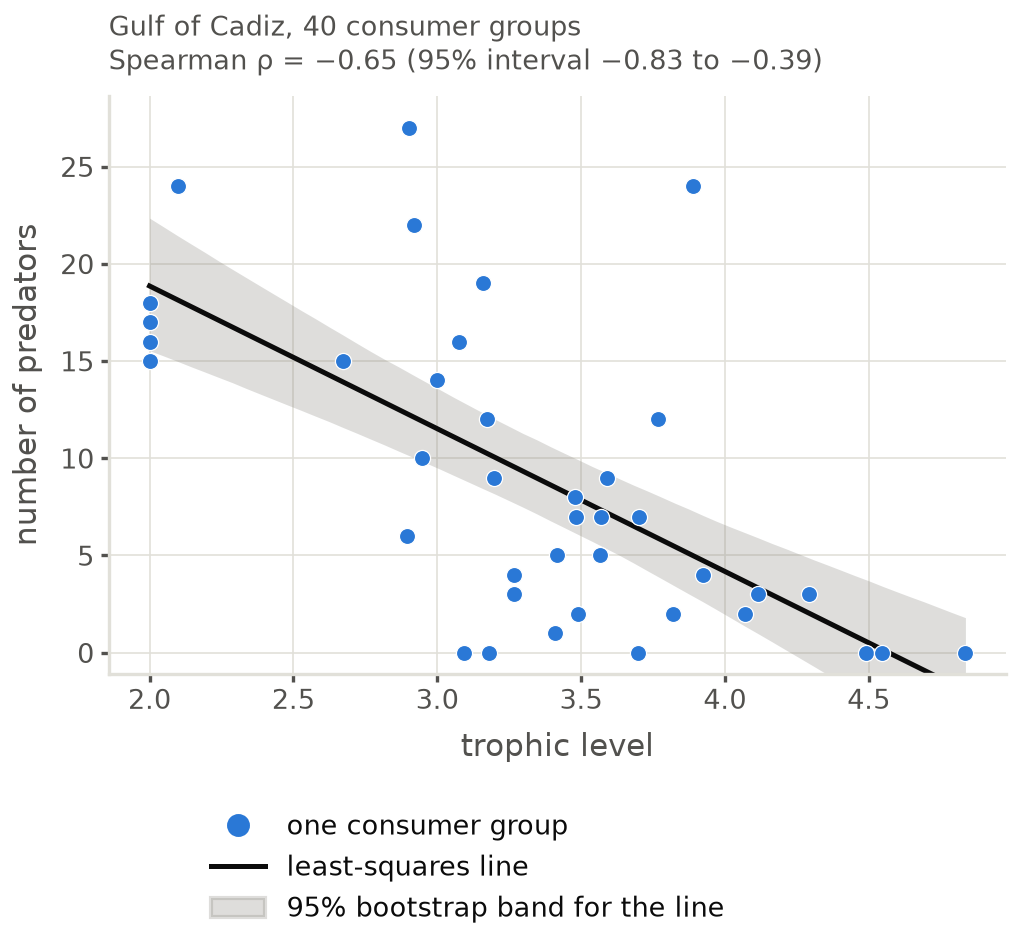 Gulf of Cadiz, 40 consumer groups
Spearman ρ = −0.65 (95% interval −0.83 to −0.39)
25
20
15
10
5
0
number of predators
2.0 2.5 3.0 3.5 4.0 4.5
trophic level
one consumer group
least-squares line
95% bootstrap band for the line